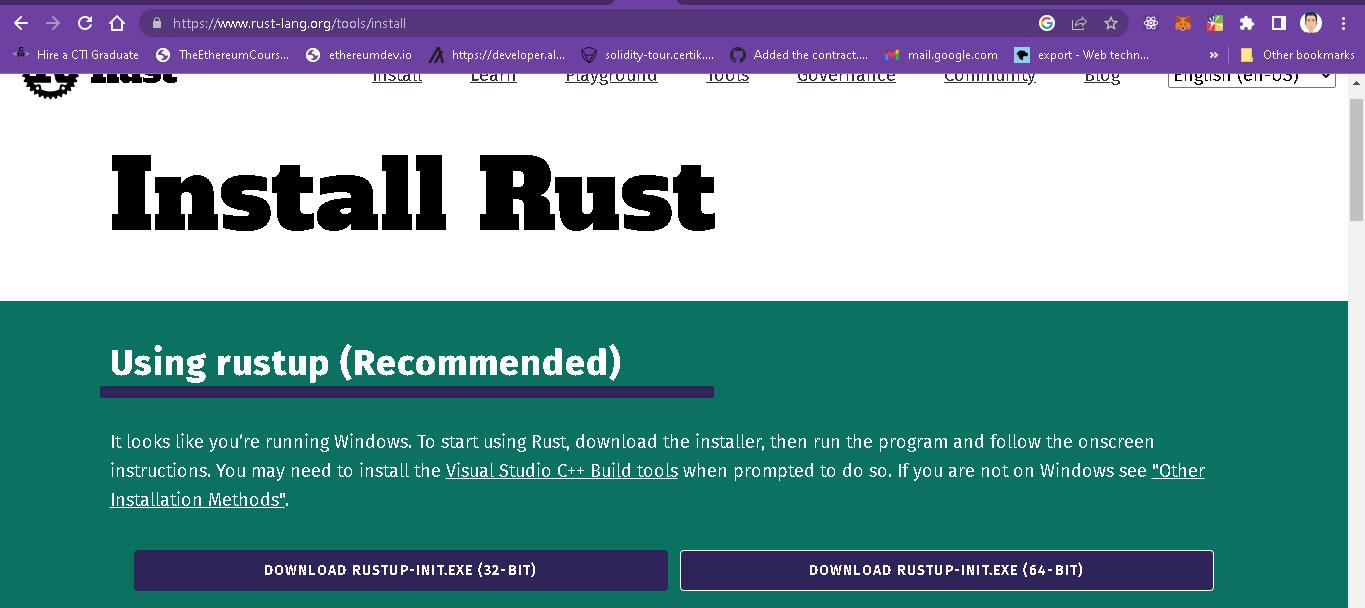 https://www.rust-lang.org/tools/install
Hire a CTI Graduate TheEthereumCours... ethereumdev.io https://developer.al... solidity-tour.certik.... Added the contract.... mail.google.com export - Web techn... » Other bookmarks
Rust Install Learn Playground Tools Governance Community Blog English (en-US)
Install Rust
Using rustup (Recommended)
It looks like you’re running Windows. To start using Rust, download the installer, then run the program and follow the onscreen
instructions. You may need to install the Visual Studio C++ Build tools when prompted to do so. If you are not on Windows see "Other
Installation Methods".
DOWNLOAD RUSTUP-INIT.EXE (32-BIT) DOWNLOAD RUSTUP-INIT.EXE (64-BIT)